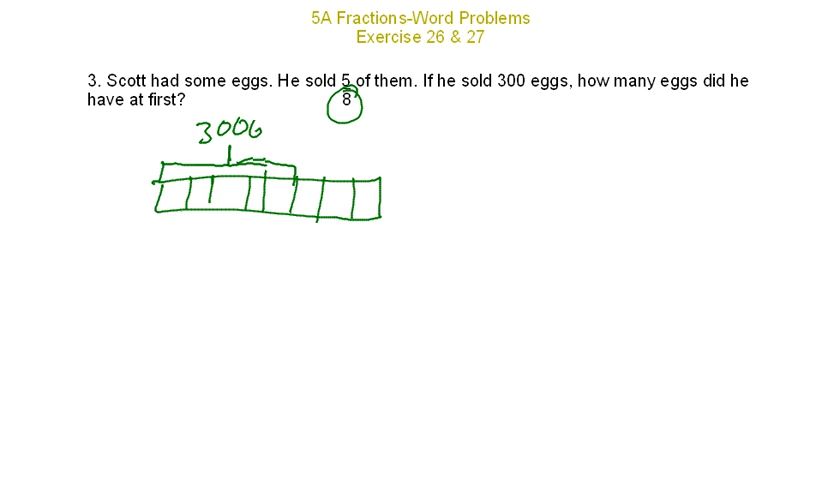 5A Fractions-Word Problems
Exercise 26 & 27
3. Scott had some eggs. He sold 5 of them. If he sold 300 eggs, how many eggs did he
8
have at first?
3006